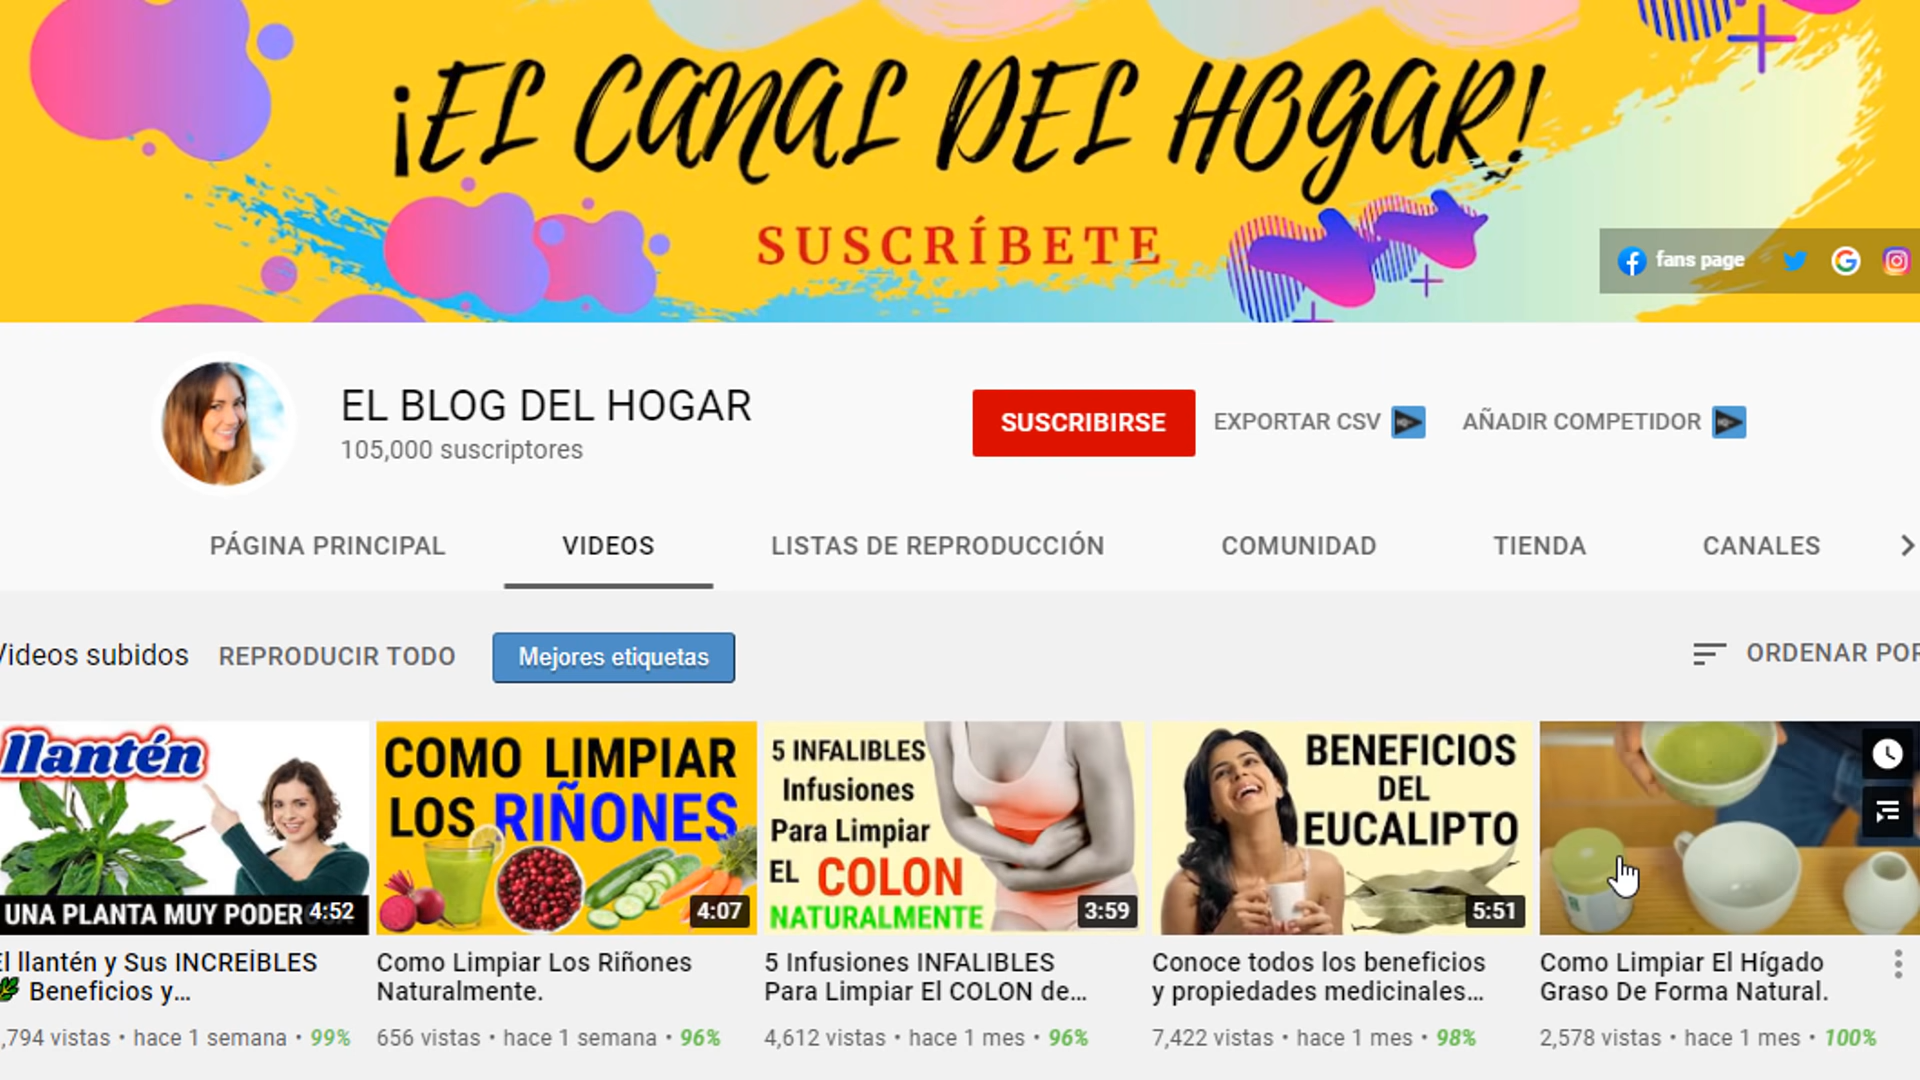 ¡EL CANAL DEL HOGAR!
SUSCRÍBETE
fans page
EL BLOG DEL HOGAR
105,000 suscriptores
SUSCRIBIRSE
EXPORTAR CSV
AÑADIR COMPETIDOR
PÁGINA PRINCIPAL
VIDEOS
LISTAS DE REPRODUCCIÓN
COMUNIDAD
TIENDA
CANALES
Videos subidos
REPRODUCIR TODO
Mejores etiquetas
ORDENAR POR
llantén
UNA PLANTA MUY PODER
4:52
COMO LIMPIAR
LOS RIÑONES
4:07
5 INFALIBLES
Infusiones
Para Limpiar
EL COLON
NATURALMENTE
3:59
BENEFICIOS
DEL
EUCALIPTO
5:51
El llantén y Sus INCREÍBLES
Beneficios y...
,794 vistas • hace 1 semana • 99%
Como Limpiar Los Riñones
Naturalmente.
656 vistas • hace 1 semana • 96%
5 Infusiones INFALIBLES
Para Limpiar El COLON de...
4,612 vistas • hace 1 mes • 96%
Conoce todos los beneficios
y propiedades medicinales...
7,422 vistas • hace 1 mes • 98%
Como Limpiar El Hígado
Graso De Forma Natural.
2,578 vistas • hace 1 mes • 100%